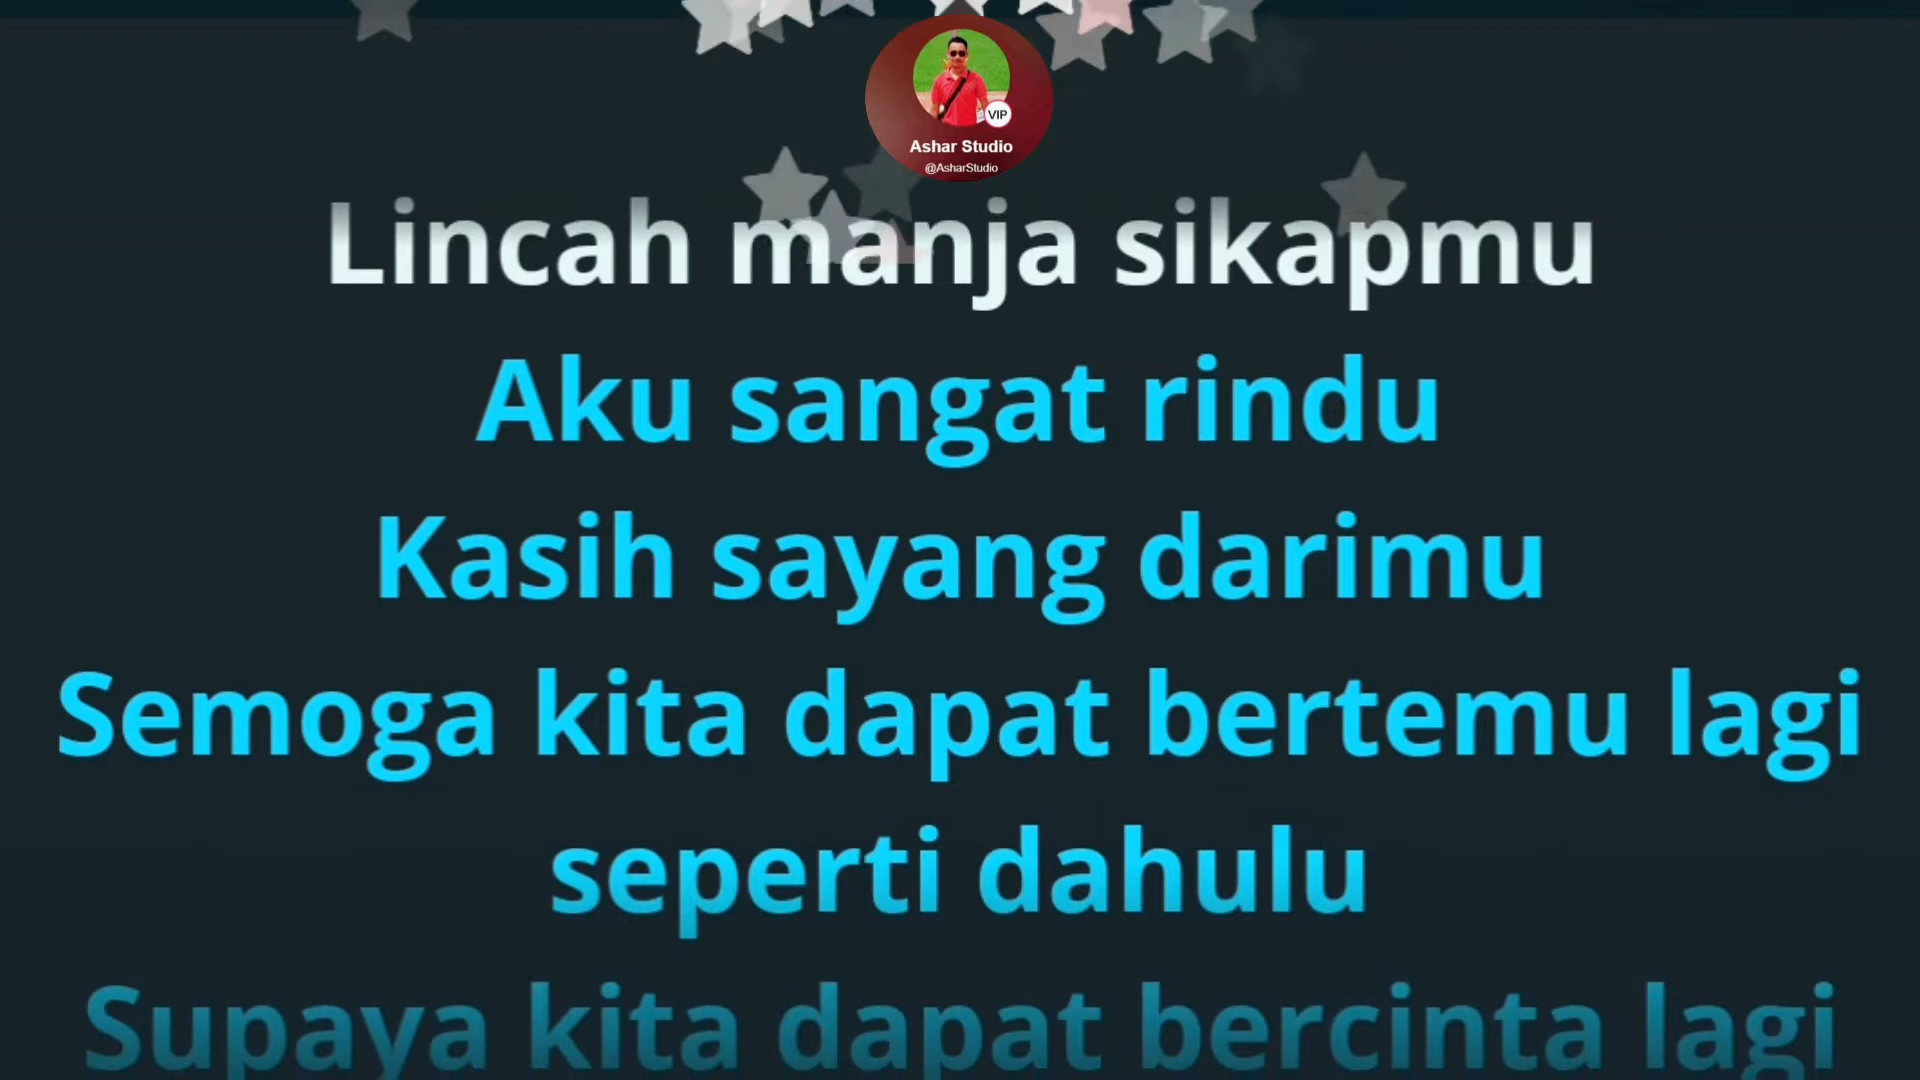 VIP
Ashar Studio
@AsharStudio
Lincah manja sikapmu
Aku sangat rindu
Kasih sayang darimu
Semoga kita dapat bertemu lagi
seperti dahulu
Supaya kita dapat bercinta lagi